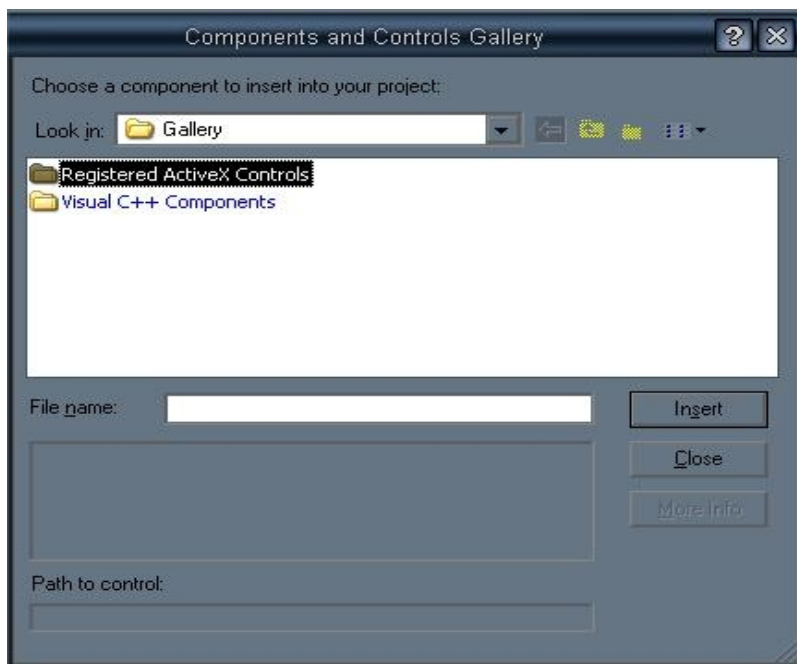 Components and Controls Gallery
Choose a component to insert into your project:
Look in: Gallery
Registered ActiveX Controls
Visual C++ Components
File name: Insert
Close
More Info
Path to control: